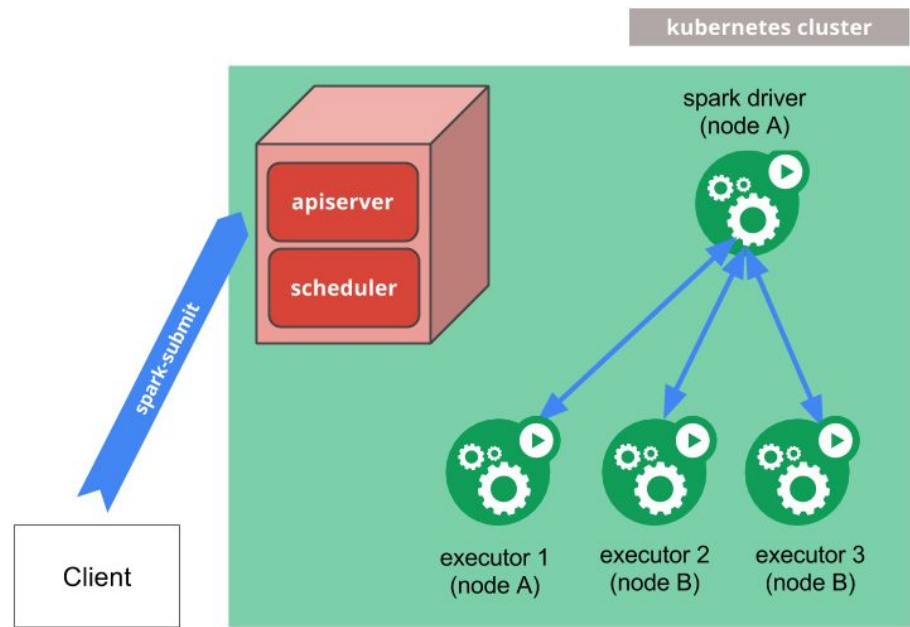 kubernetes cluster
spark driver
(node A)
apiserver
scheduler
spark-submit
Client
executor 1
(node A)
executor 2
(node B)
executor 3
(node B)